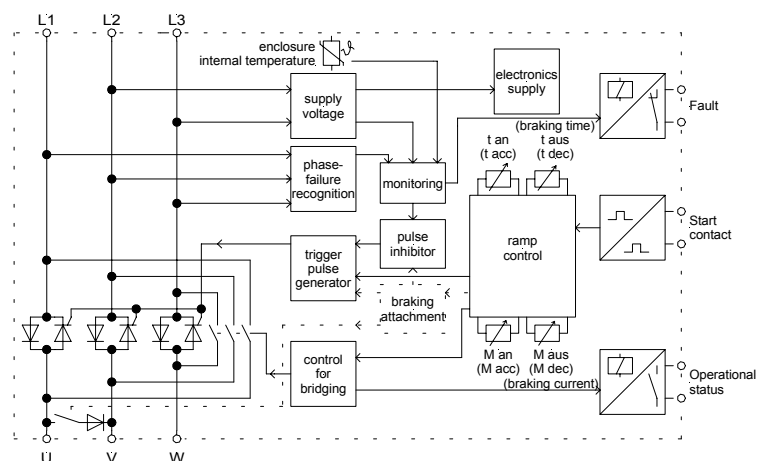 L1
L2
L3
enclosure
internal temperature
ϑ
supply
voltage
electronics
supply
Fault
(braking time)
t an
(t acc)
t aus
(t dec)
phase-
failure
recognition
monitoring
ramp
control
Start
contact
trigger
pulse
generator
pulse
inhibitor
braking
attachment
control
for
bridging
M an
(M acc)
M aus
(M dec)
(braking current)
Operational
status
U
V
W